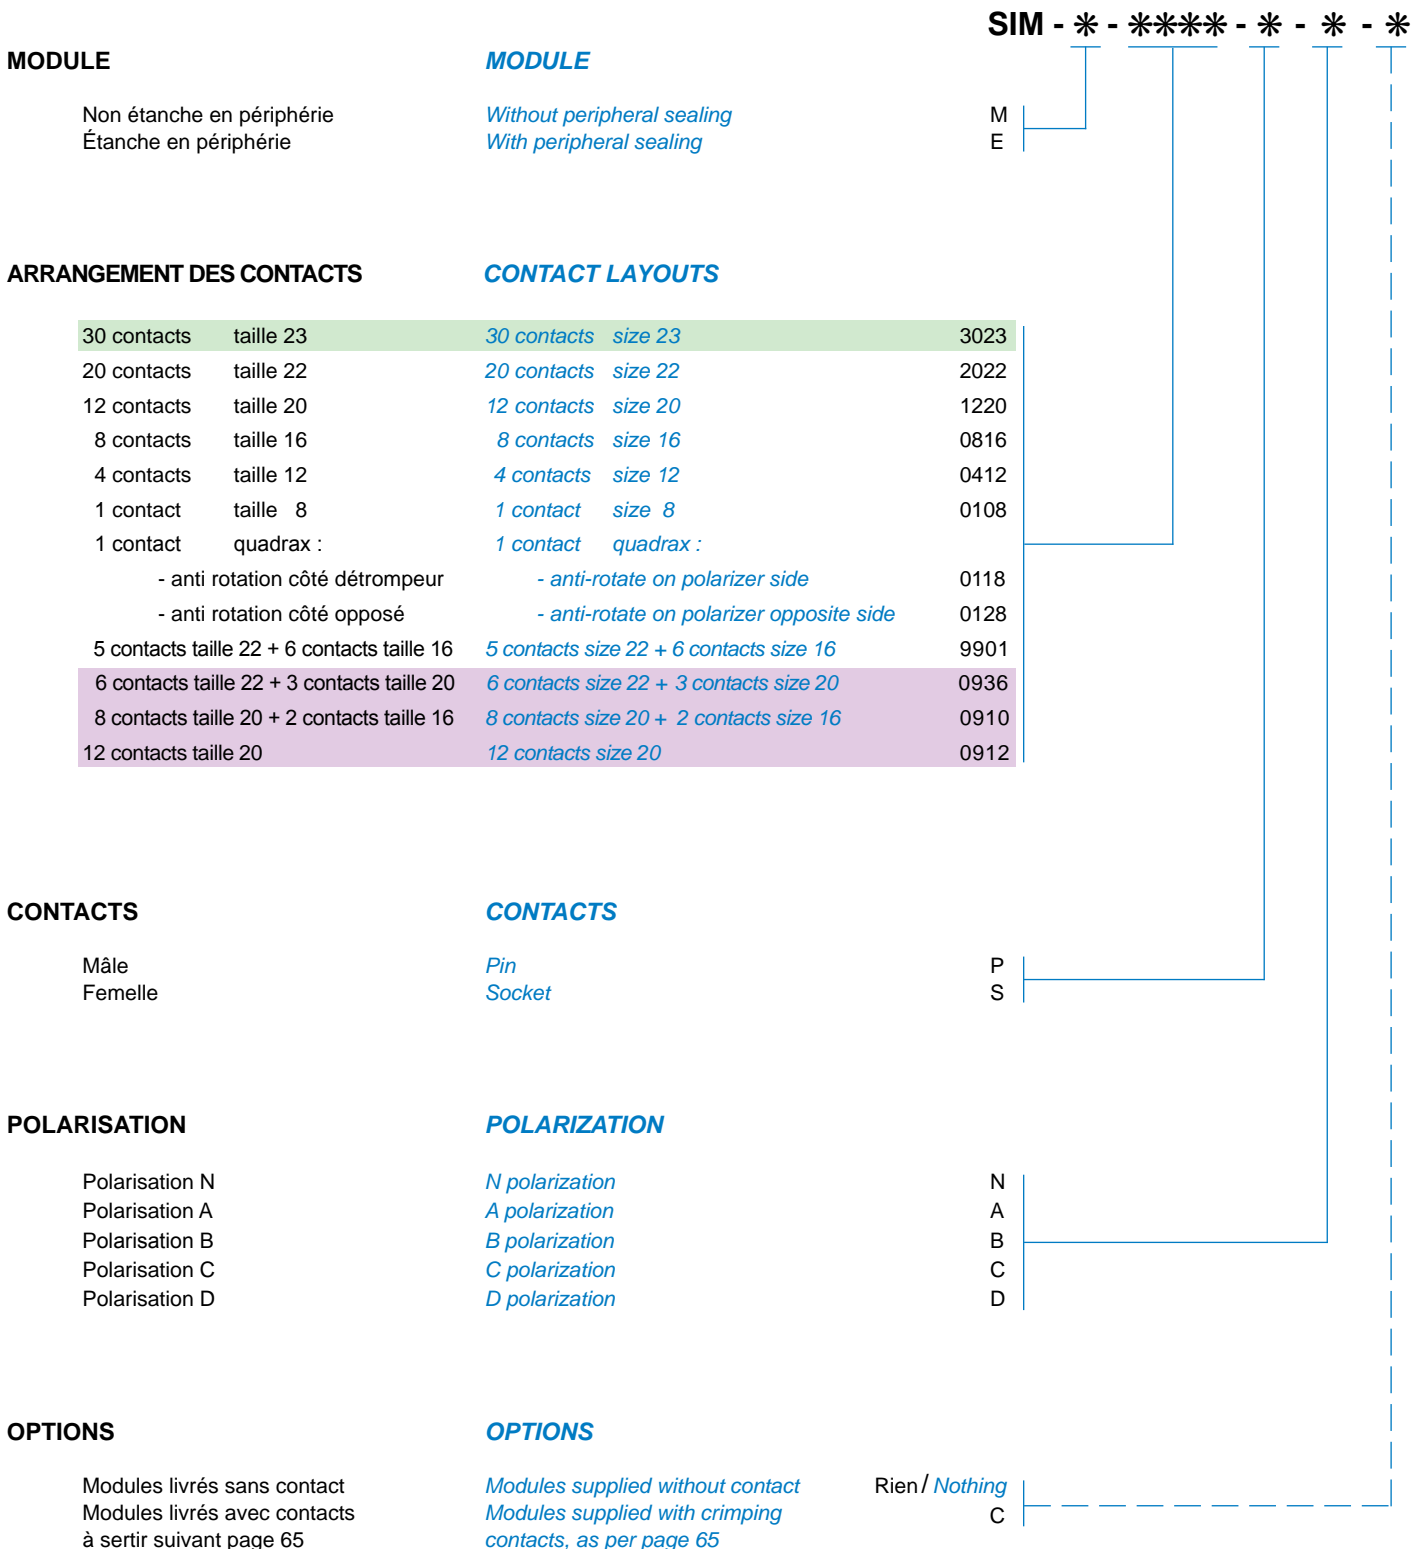 SIM - ❋ - ❋❋❋❋ - ❋ - ❋ - ❋
MODULE MODULE
Non étanche en périphérie Without peripheral sealing M
Étanche en périphérie With peripheral sealing E
ARRANGEMENT DES CONTACTS CONTACT LAYOUTS
30 contacts taille 23 30 contacts size 23 3023
20 contacts taille 22 20 contacts size 22 2022
12 contacts taille 20 12 contacts size 20 1220
8 contacts taille 16 8 contacts size 16 0816
4 contacts taille 12 4 contacts size 12 0412
1 contact taille 8 1 contact size 8 0108
1 contact quadrax : 1 contact quadrax :
- anti rotation côté détrompeur - anti-rotate on polarizer side 0118
- anti rotation côté opposé - anti-rotate on polarizer opposite side 0128
5 contacts taille 22 + 6 contacts taille 16 5 contacts size 22 + 6 contacts size 16 9901
6 contacts taille 22 + 3 contacts taille 20 6 contacts size 22 + 3 contacts size 20 0936
8 contacts taille 20 + 2 contacts taille 16 8 contacts size 20 + 2 contacts size 16 0910
12 contacts taille 20 12 contacts size 20 0912
CONTACTS CONTACTS
Mâle Pin P
Femelle Socket S
POLARISATION POLARIZATION
Polarisation N N polarization N
Polarisation A A polarization A
Polarisation B B polarization B
Polarisation C C polarization C
Polarisation D D polarization D
OPTIONS OPTIONS
Modules livrés sans contact Modules supplied without contact Rien / Nothing
Modules livrés avec contacts Modules supplied with crimping C
à sertir suivant page 65 contacts, as per page 65